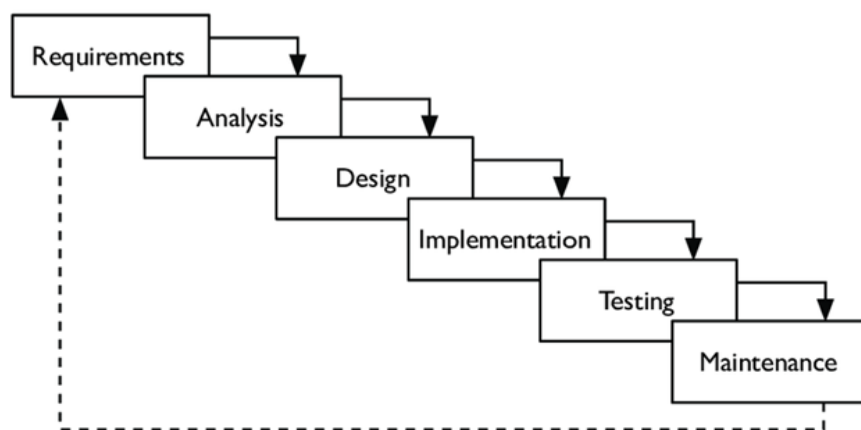 Requirements
Analysis
Design
Implementation
Testing
Maintenance